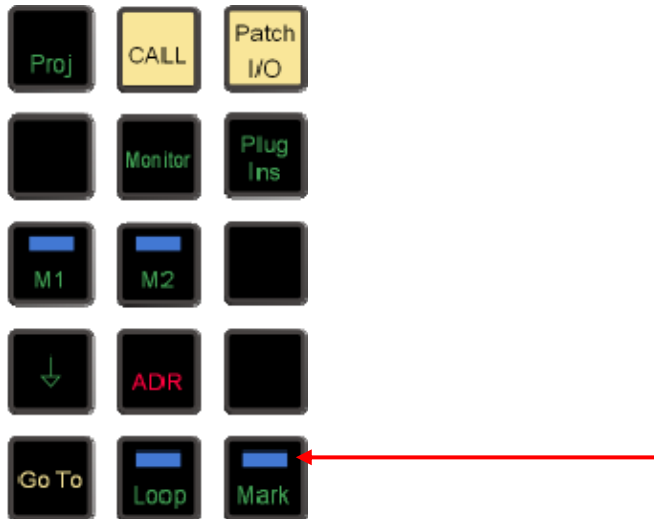 Proj
CALL
Patch
I/O
Monitor
Plug
Ins
M1
M2
ADR
Go To
Loop
Mark